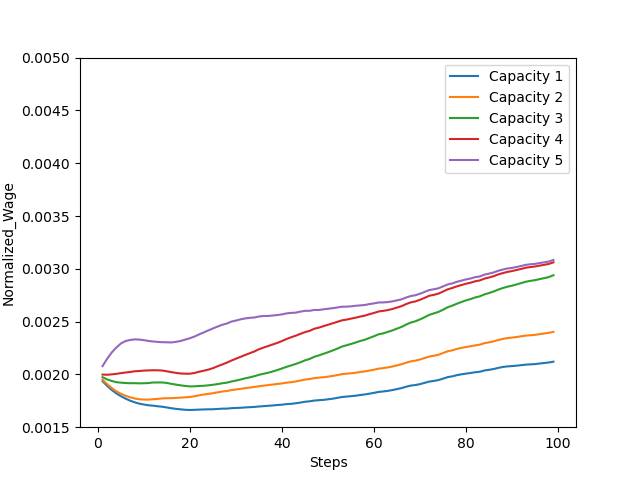 0.0050
0.0045
0.0040
0.0035
0.0030
0.0025
0.0020
0.0015
Normalized_Wage
Capacity 1
Capacity 2
Capacity 3
Capacity 4
Capacity 5
0 20 40 60 80 100
Steps